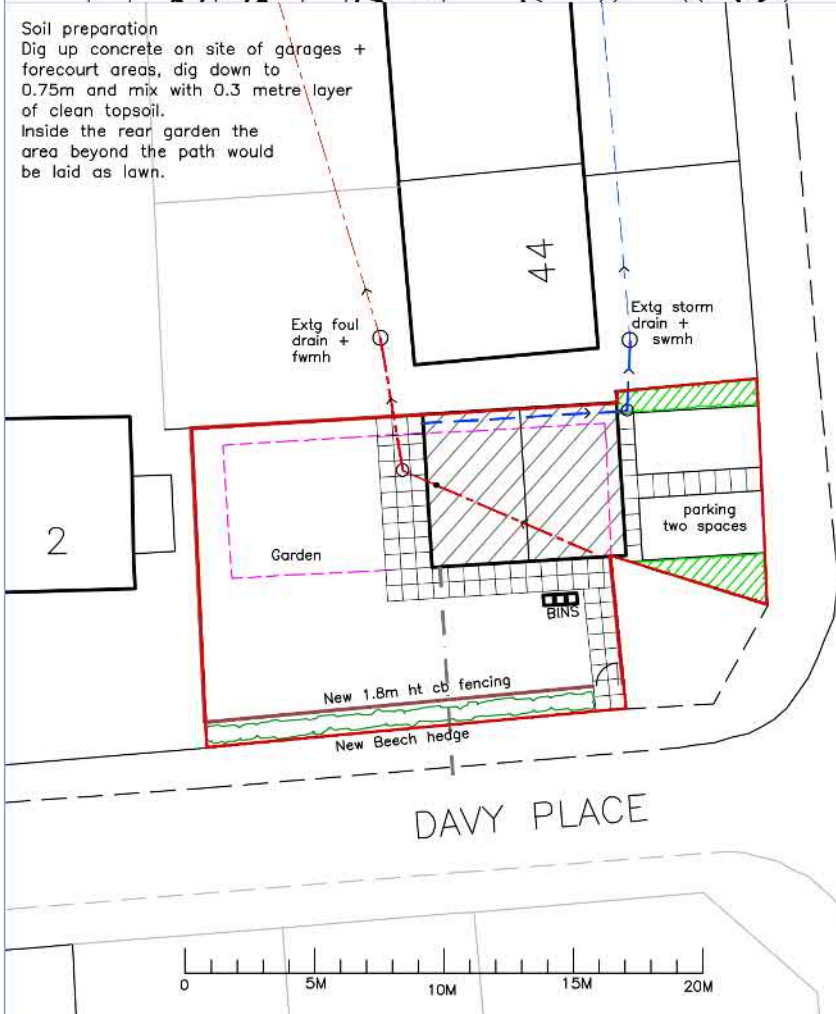 Soil preparation
Dig up concrete on site of garages +
forecourt areas, dig down to
0.75m and mix with 0.3 metre layer
of clean topsoil.
Inside the rear garden the
area beyond the path would
be laid as lawn.
44
Extg foul
drain +
fwmh
Extg storm
drain +
swmh
2
Garden
parking
two spaces
BINS
New 1.8m ht cb fencing
New Beech hedge
DAVY PLACE
0 5M 10M 15M 20M